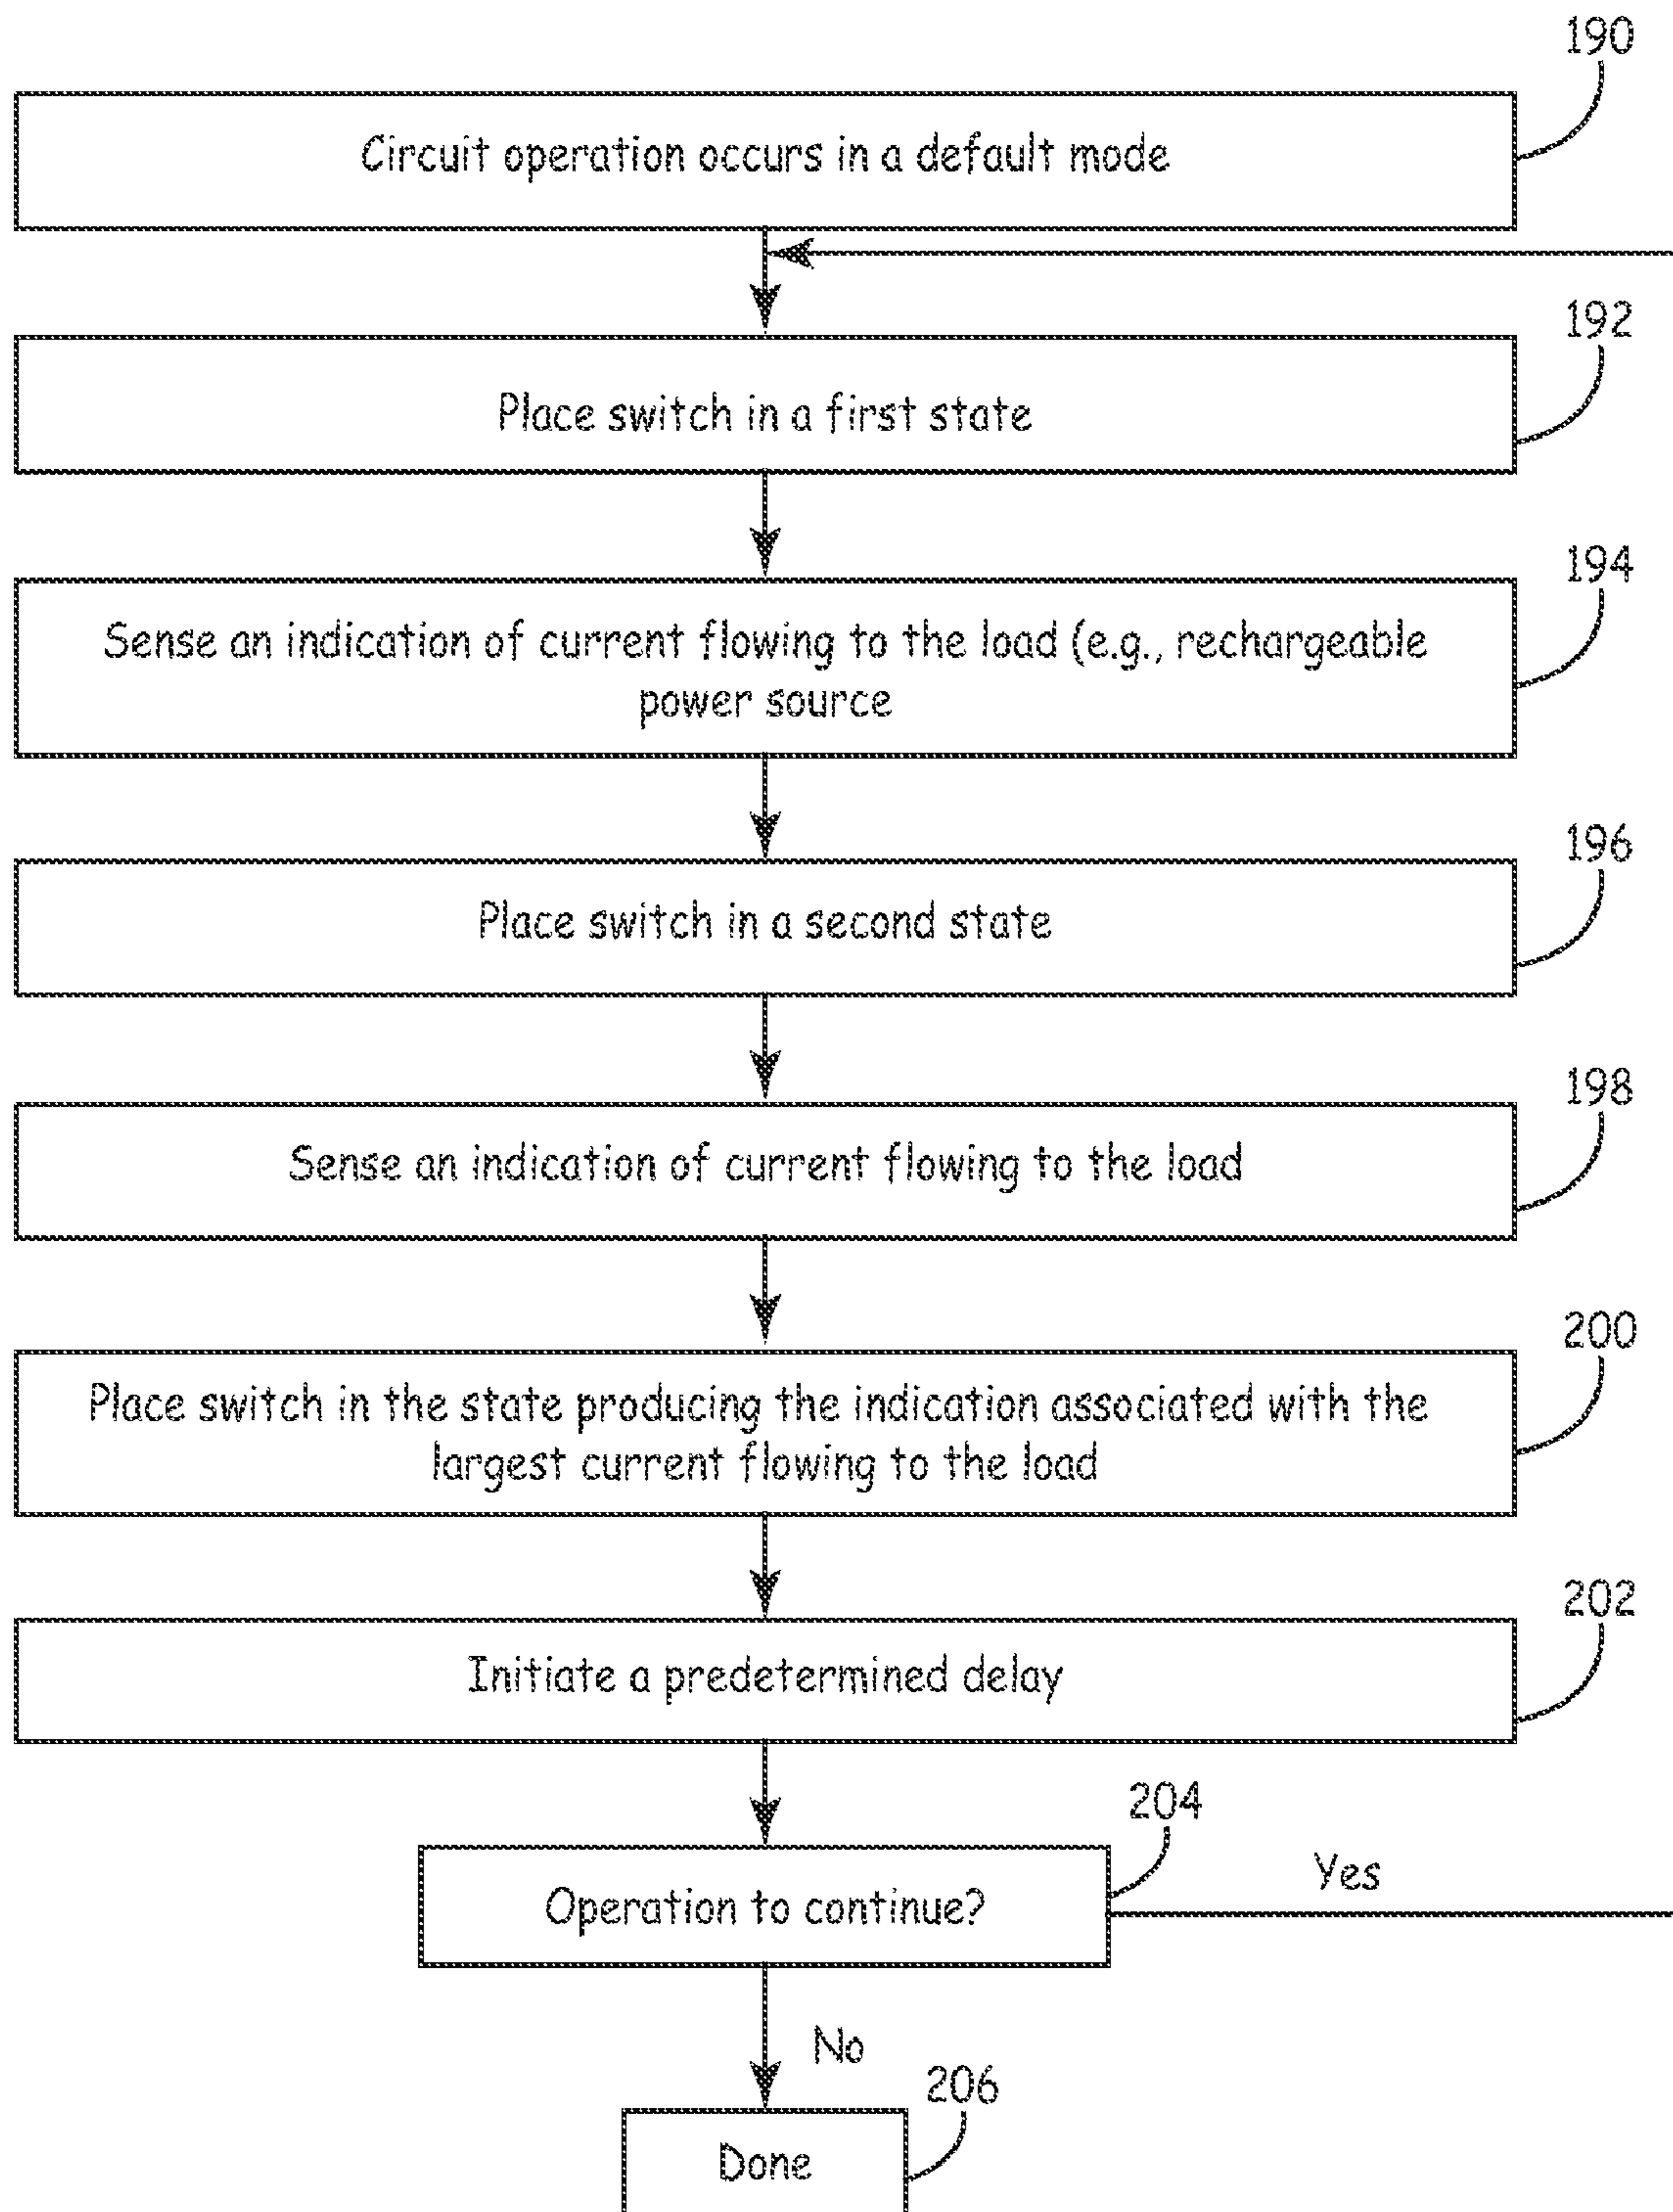 190
Circuit operation occurs in a default mode
192
Place switch in a first state
194
Sense an indication of current flowing to the load (e.g., rechargeable
power source
196
Place switch in a second state
198
Sense an indication of current flowing to the load
200
Place switch in the state producing the indication associated with the
largest current flowing to the load
202
Initiate a predetermined delay
204
Operation to continue?
Yes
No
206
Done